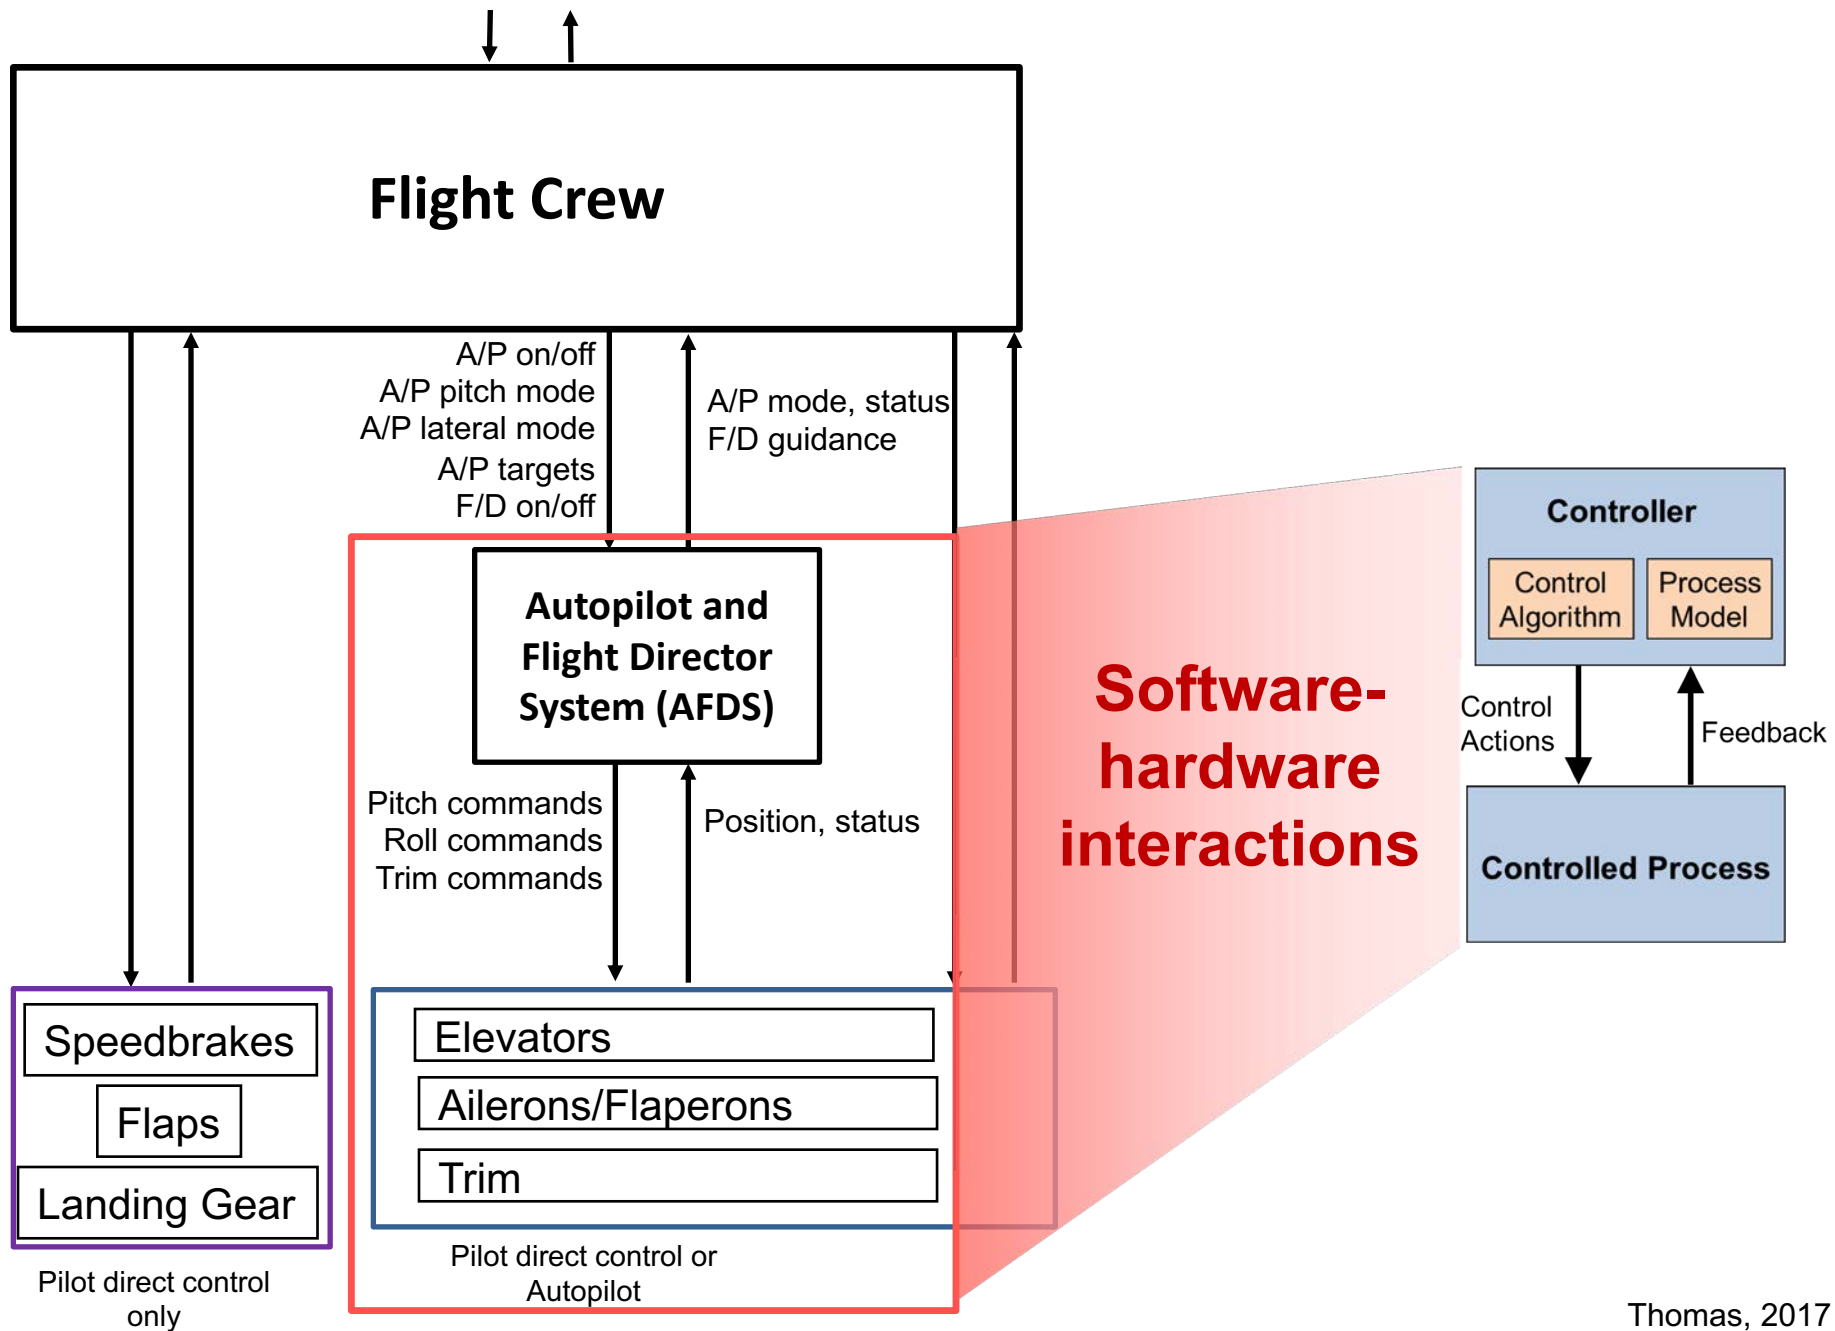 Flight Crew
A/P on/off
A/P pitch mode
A/P lateral mode
A/P targets
F/D on/off
A/P mode, status
F/D guidance
Autopilot and
Flight Director
System (AFDS)
Pitch commands
Roll commands
Trim commands
Position, status
Speedbrakes
Flaps
Landing Gear
Pilot direct control
only
Elevators
Ailerons/Flaperons
Trim
Pilot direct control or
Autopilot
Software-
hardware
interactions
Controller
Control
Algorithm
Process
Model
Control
Actions
Feedback
Controlled Process
Thomas, 2017